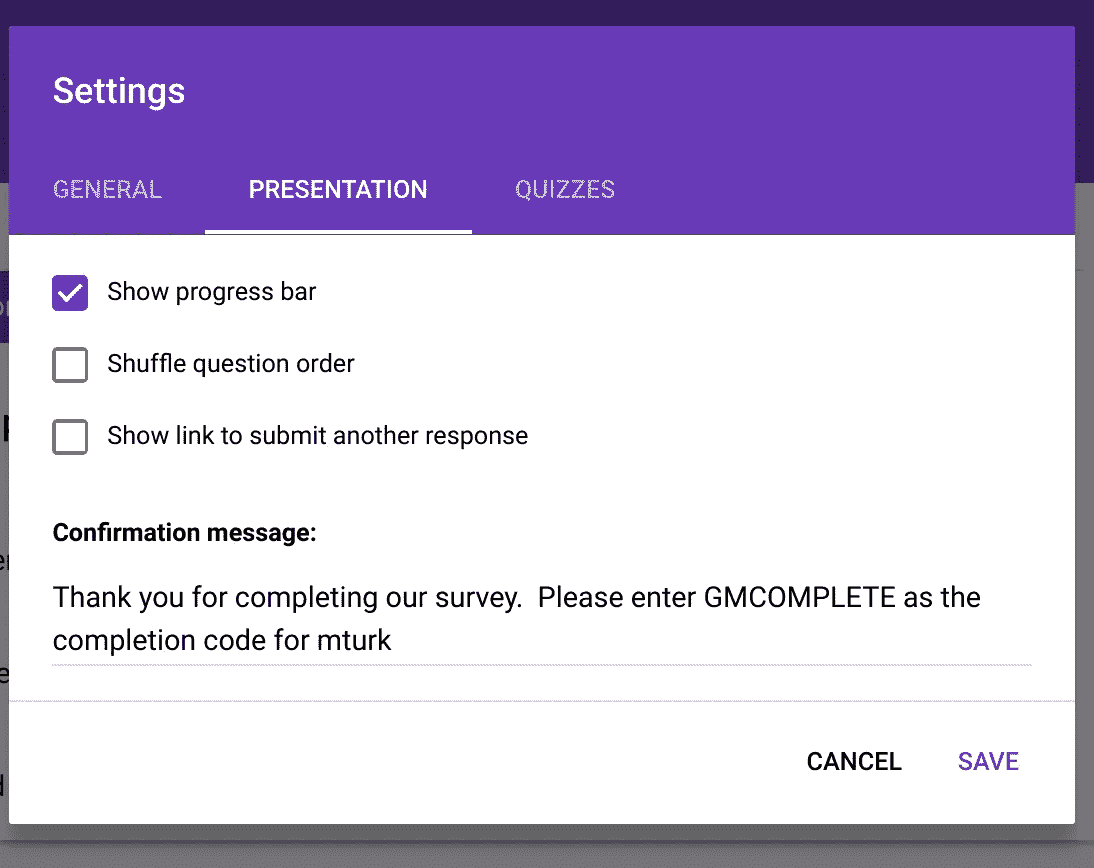 Settings
GENERAL PRESENTATION QUIZZES
Show progress bar
Shuffle question order
Show link to submit another response
Confirmation message:
Thank you for completing our survey.  Please enter GMCOMPLETE as the
completion code for mturk
CANCEL SAVE